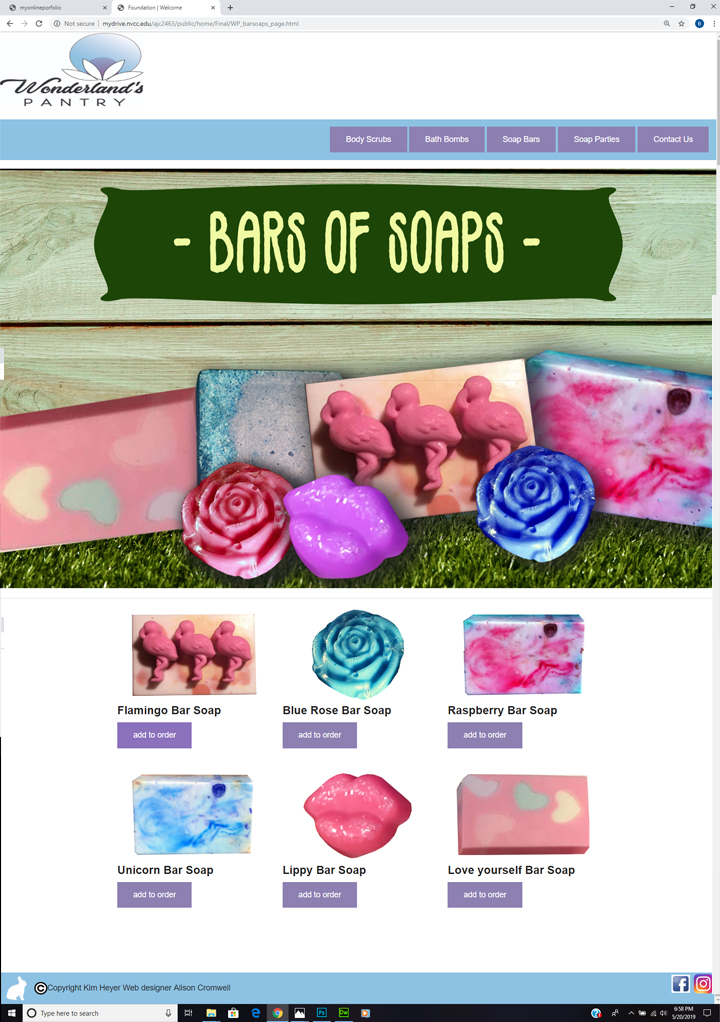 myonlineporfolio
Foundation | Welcome
Not secure | mydrive.nvcc.edu/ajc2463/public/home/Final/WP_barsoaps_page.html
B
Wonderland's
PANTRY
Body Scrubs
Bath Bombs
Soap Bars
Soap Parties
Contact Us
- BARS OF SOAPS -
Flamingo Bar Soap
Blue Rose Bar Soap
Raspberry Bar Soap
add to order
add to order
add to order
Unicorn Bar Soap
Lippy Bar Soap
Love yourself Bar Soap
add to order
add to order
add to order
©Copyright Kim Heyer Web designer Alison Cromwell
Type here to search
Ps
Dw
6:58 PM
5/20/2019